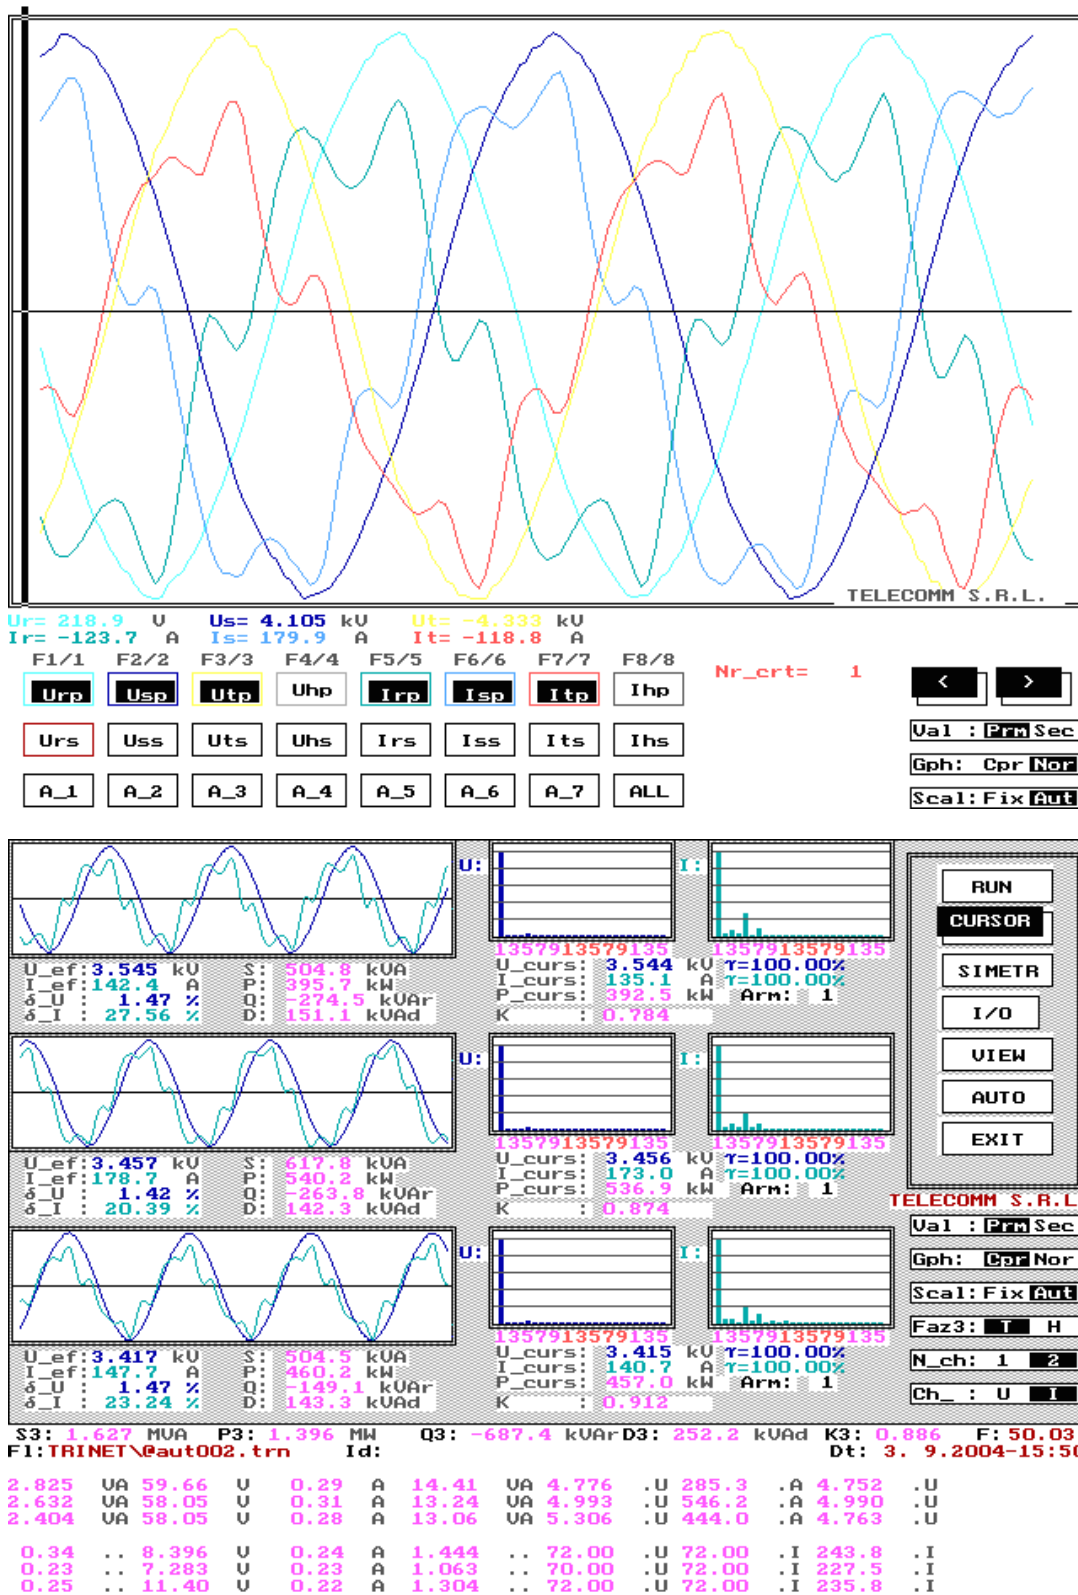 TELECOMM S.R.L.
Ur= 218.9 V Us= 4.105 kV Ut= -4.333 kV
Ir= -123.7 A Is= 179.9 A It= -118.8 A
F1/1 F2/2 F3/3 F4/4 F5/5 F6/6 F7/7 F8/8
Nr_crt= 1 < >
Urp Usp Utp Uhp Irp Isp Itp Ihp
Urs Uss Uts Uhs Irs Iss Its Ihs
Val : Prm Sec
Gph: Cpr Nor
A_1 A_2 A_3 A_4 A_5 A_6 A_7 ALL
Scal: Fix Aut
U: I:
1357913579135 1357913579135
U_ef: 3.545 kV S: 504.8 kVA U_curs: 3.544 kV γ=100.00%
I_ef: 142.4 A P: 395.7 kW I_curs: 135.1 A γ=100.00%
δ_U : 1.47 % Q: -274.5 kVAr P_curs: 392.5 kW Arm: 1
δ_I : 27.56 % D: 151.1 kVAd K : 0.784
U: I:
1357913579135 1357913579135
U_ef: 3.457 kV S: 617.8 kVA U_curs: 3.456 kV γ=100.00%
I_ef: 178.7 A P: 540.2 kW I_curs: 173.0 A γ=100.00%
δ_U : 1.42 % Q: -263.8 kVAr P_curs: 536.9 kW Arm: 1
δ_I : 20.39 % D: 142.3 kVAd K : 0.874
U: I:
1357913579135 1357913579135
U_ef: 3.417 kV S: 504.5 kVA U_curs: 3.415 kV γ=100.00%
I_ef: 147.7 A P: 460.2 kW I_curs: 140.7 A γ=100.00%
δ_U : 1.47 % Q: -149.1 kVAr P_curs: 457.0 kW Arm: 1
δ_I : 23.24 % D: 143.3 kVAd K : 0.912
RUN
CURSOR
SIMETR
I/O
VIEW
AUTO
EXIT
TELECOMM S.R.L
Val : Prm Sec
Gph: Cpr Nor
Scal: Fix Aut
Faz3: T H
N_ch: 1 2
Ch_ : U I
S3: 1.627 MVA P3: 1.396 MW Q3: -687.4 kVAr D3: 252.2 kVAd K3: 0.886 F: 50.03
F1:TRINET\@aut002.trn Id: Dt: 3. 9.2004-15:50
2.825 VA 59.66 V 0.29 A 14.41 VA 4.776 .U 285.3 .A 4.752 .U
2.632 VA 58.05 V 0.31 A 13.24 VA 4.993 .U 546.2 .A 4.990 .U
2.404 VA 58.05 V 0.28 A 13.06 VA 5.306 .U 444.0 .A 4.763 .U
0.34 .. 8.396 V 0.24 A 1.444 .. 72.00 .U 72.00 .I 243.8 .I
0.23 .. 7.283 V 0.23 A 1.063 .. 70.00 .U 72.00 .I 227.5 .I
0.25 .. 11.40 V 0.22 A 1.304 .. 72.00 .U 72.00 .I 235.8 .I